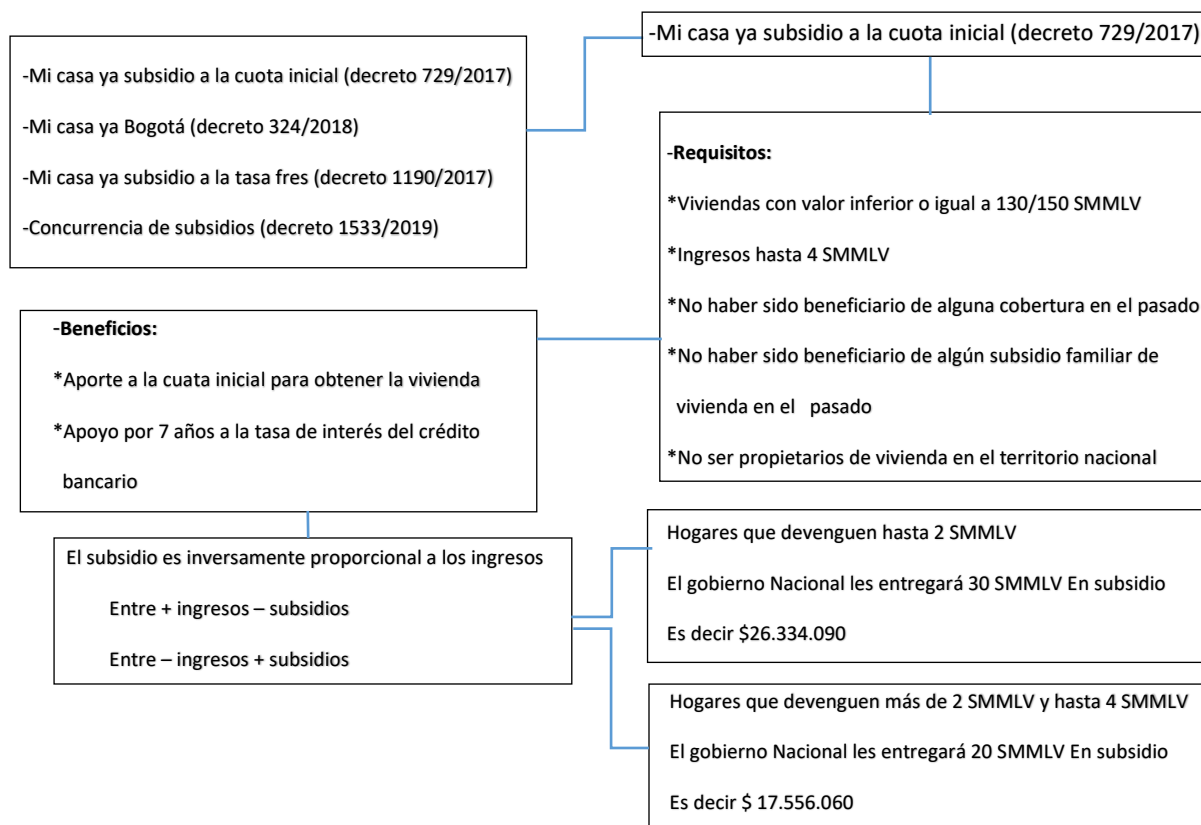 -Mi casa ya subsidio a la cuota inicial (decreto 729/2017)
-Mi casa ya Bogotá (decreto 324/2018)
-Mi casa ya subsidio a la tasa fres (decreto 1190/2017)
-Concurrencia de subsidios (decreto 1533/2019)
-Mi casa ya subsidio a la cuota inicial (decreto 729/2017)
-Requisitos:
*Viviendas con valor inferior o igual a 130/150 SMMLV
*Ingresos hasta 4 SMMLV
*No haber sido beneficiario de alguna cobertura en el pasado
*No haber sido beneficiario de algún subsidio familiar de
vivienda en el pasado
*No ser propietarios de vivienda en el territorio nacional
-Beneficios:
*Aporte a la cuata inicial para obtener la vivienda
*Apoyo por 7 años a la tasa de interés del crédito
bancario
El subsidio es inversamente proporcional a los ingresos
Entre + ingresos – subsidios
Entre – ingresos + subsidios
Hogares que devenguen hasta 2 SMMLV
El gobierno Nacional les entregará 30 SMMLV En subsidio
Es decir $26.334.090
Hogares que devenguen más de 2 SMMLV y hasta 4 SMMLV
El gobierno Nacional les entregará 20 SMMLV En subsidio
Es decir $ 17.556.060